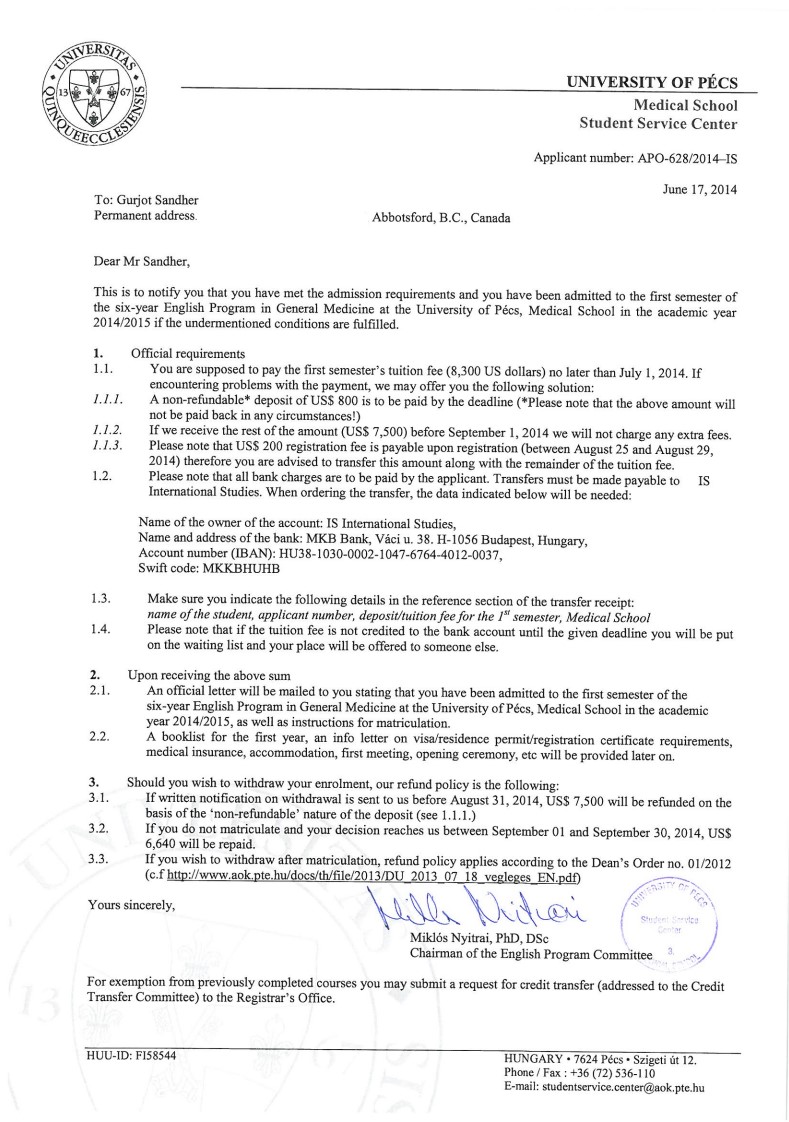 UNIVERSITAS
QUINQUEECCLESIENSIS
13 67
UNIVERSITY OF PÉCS
Medical School
Student Service Center
Applicant number: APO-628/2014–IS
June 17, 2014
To: Gurjot Sandher
Permanent address.
Abbotsford, B.C., Canada
Dear Mr Sandher,
This is to notify you that you have met the admission requirements and you have been admitted to the first semester of
the six-year English Program in General Medicine at the University of Pécs, Medical School in the academic year
2014/2015 if the undermentioned conditions are fulfilled.
1. Official requirements
1.1. You are supposed to pay the first semester's tuition fee (8,300 US dollars) no later than July 1, 2014. If
encountering problems with the payment, we may offer you the following solution:
1.1.1. A non-refundable* deposit of US$ 800 is to be paid by the deadline (*Please note that the above amount will
not be paid back in any circumstances!)
1.1.2. If we receive the rest of the amount (US$ 7,500) before September 1, 2014 we will not charge any extra fees.
1.1.3. Please note that US$ 200 registration fee is payable upon registration (between August 25 and August 29,
2014) therefore you are advised to transfer this amount along with the remainder of the tuition fee.
1.2. Please note that all bank charges are to be paid by the applicant. Transfers must be made payable to IS
International Studies. When ordering the transfer, the data indicated below will be needed:
Name of the owner of the account: IS International Studies,
Name and address of the bank: MKB Bank, Váci u. 38. H-1056 Budapest, Hungary,
Account number (IBAN): HU38-1030-0002-1047-6764-4012-0037,
Swift code: MKKBHUHB
1.3. Make sure you indicate the following details in the reference section of the transfer receipt:
name of the student, applicant number, deposit/tuition fee for the 1st semester, Medical School
1.4. Please note that if the tuition fee is not credited to the bank account until the given deadline you will be put
on the waiting list and your place will be offered to someone else.
2. Upon receiving the above sum
2.1. An official letter will be mailed to you stating that you have been admitted to the first semester of the
six-year English Program in General Medicine at the University of Pécs, Medical School in the academic
year 2014/2015, as well as instructions for matriculation.
2.2. A booklist for the first year, an info letter on visa/residence permit/registration certificate requirements,
medical insurance, accommodation, first meeting, opening ceremony, etc will be provided later on.
3. Should you wish to withdraw your enrolment, our refund policy is the following:
3.1. If written notification on withdrawal is sent to us before August 31, 2014, US$ 7,500 will be refunded on the
basis of the 'non-refundable' nature of the deposit (see 1.1.1.)
3.2. If you do not matriculate and your decision reaches us between September 01 and September 30, 2014, US$
6,640 will be repaid.
3.3. If you wish to withdraw after matriculation, refund policy applies according to the Dean's Order no. 01/2012
(c.f http://www.aok.pte.hu/docs/th/file/2013/DU_2013_07_18_vegleges_EN.pdf)
Yours sincerely,
Miklós Nyitrai, PhD, DSc
Chairman of the English Program Committee
UNIVERSITY OF PÉCS
Student Service
Center
For exemption from previously completed courses you may submit a request for credit transfer (addressed to the Credit
Transfer Committee) to the Registrar's Office.
HUU-ID: FI58544
HUNGARY • 7624 Pécs • Szigeti út 12.
Phone / Fax : +36 (72) 536-110
E-mail: studentservice.center@aok.pte.hu